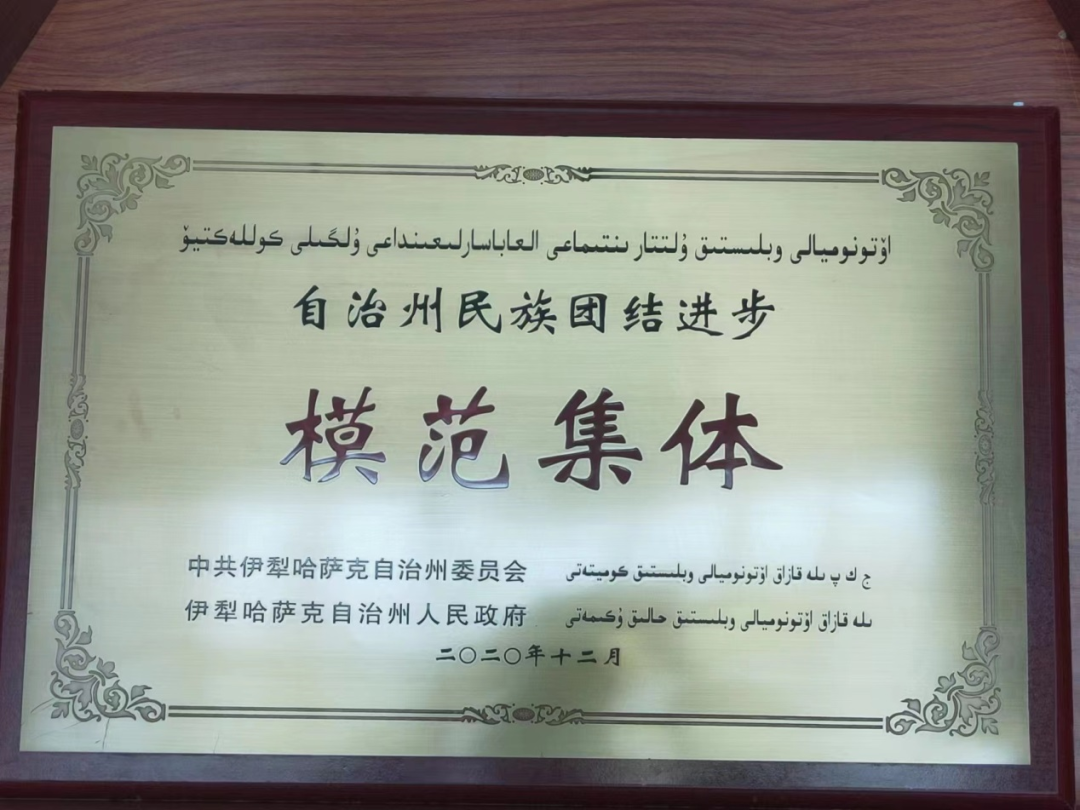 اۆتونوميالى وبلىستىق ۇلتتار ىنتىماعى العاباسارلىعىنداعى ۇلگىلى كوللەكتيۆ
自治州民族团结进步
模范集体
中共伊犁哈萨克自治州委员会 ج ك پ ىلە قازاق اۆتونوميالى وبلىستىق كوميتەتى
伊犁哈萨克自治州人民政府 ىلە قازاق اۆتونوميالى وبلىستىق حالىق ۇكىمەتى
二〇二〇年十二月